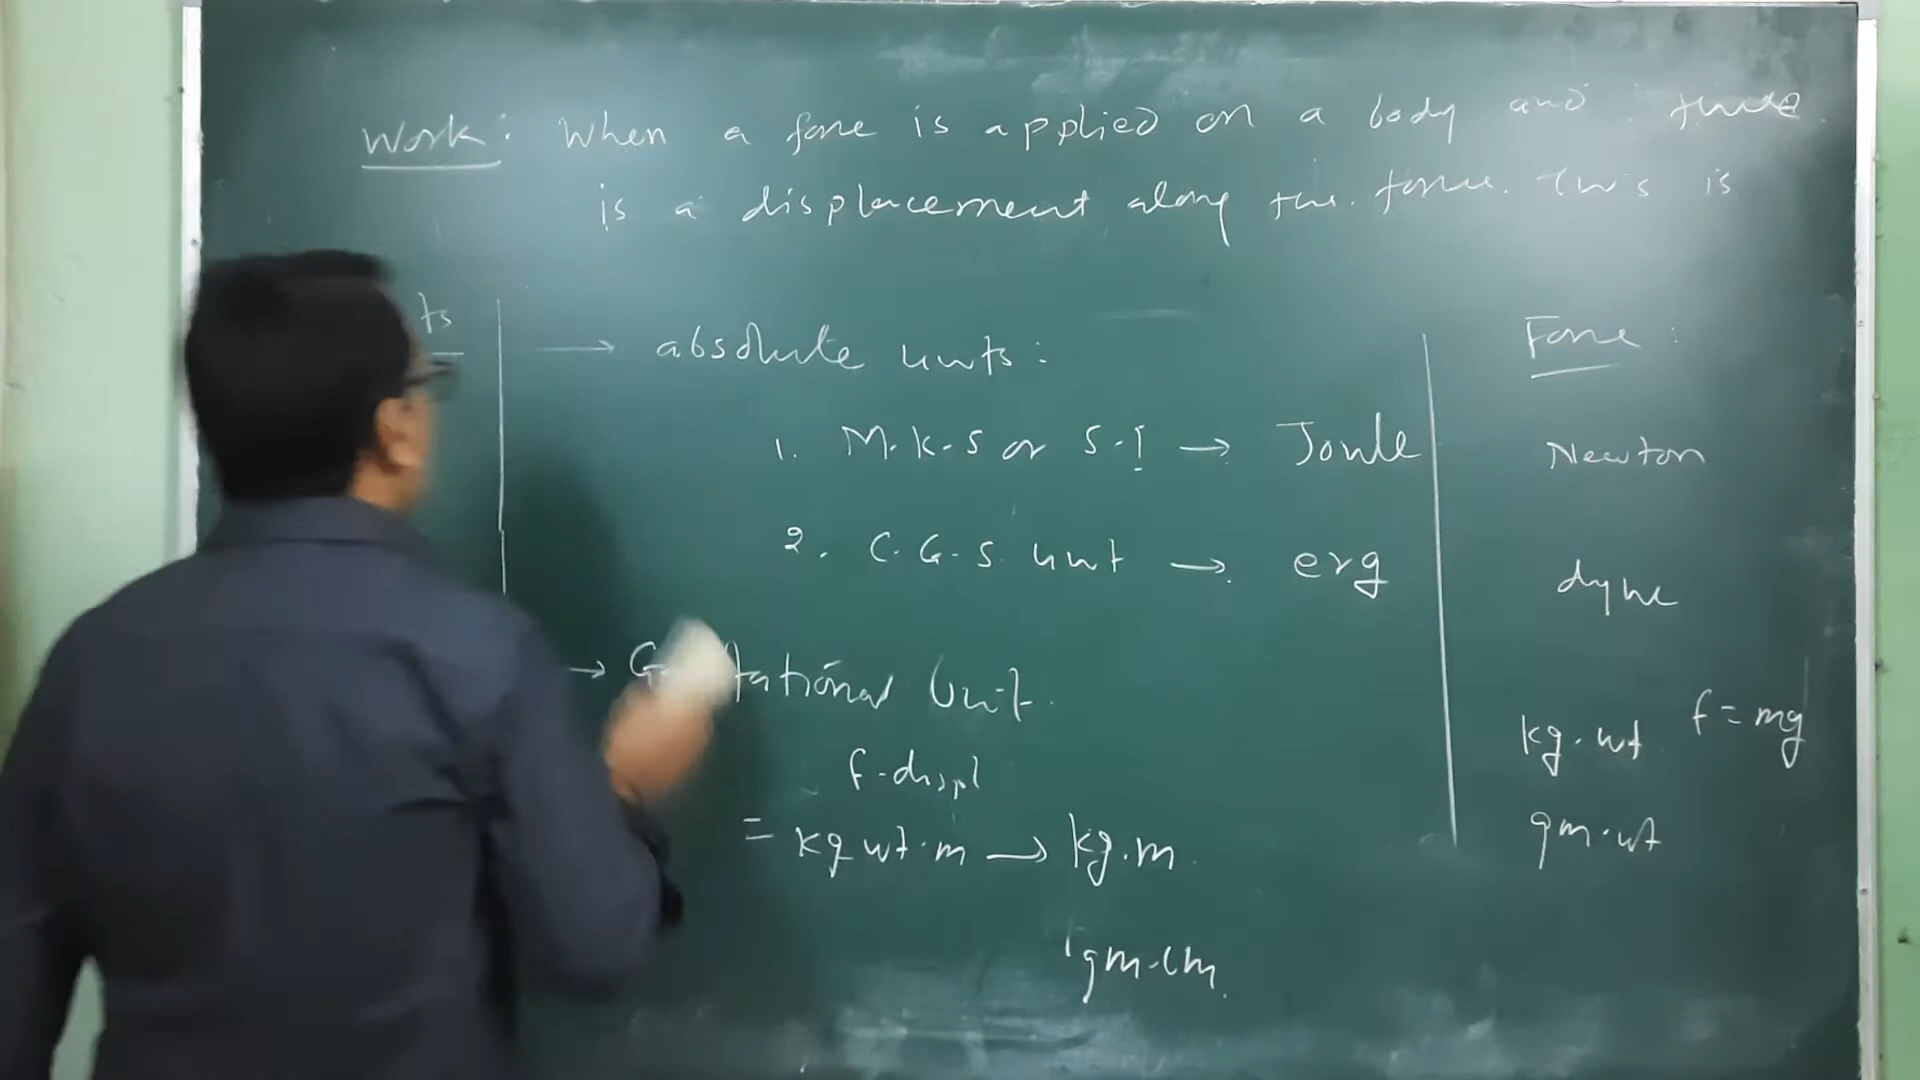 Work: When a force is applied on a body and there
is a displacement along the force. This is
ts
→ absolute units:
1. M.K.S or S.I → Joule
2. C.G.S. unit → erg
→ G tational Unit.
f.displ
= kg wt.m → kg.m
gm.cm
Force:
Newton
dyne
kg.wt f = mg
gm.wt